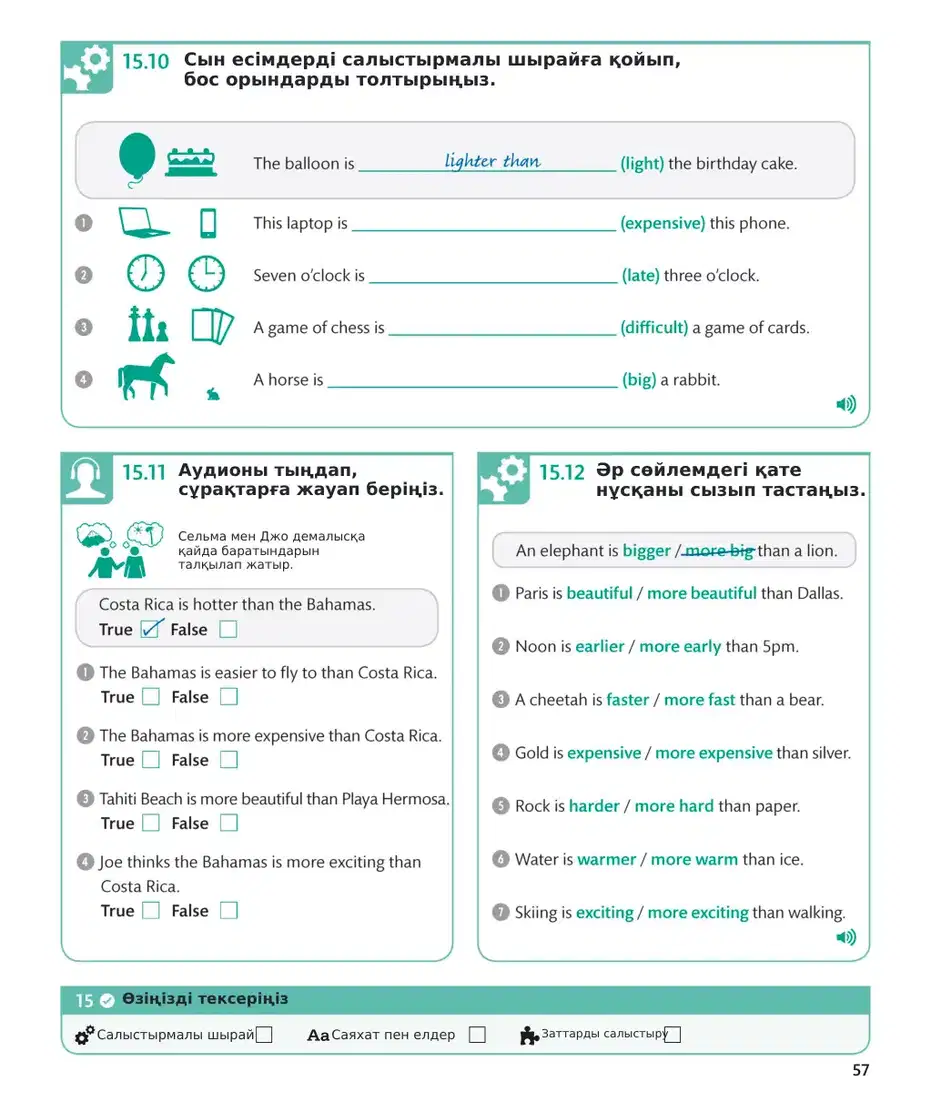 15.10 Сын есімдерді салыстырмалы шырайға қойып,
бос орындарды толтырыңыз.
The balloon is lighter than (light) the birthday cake.
1 This laptop is (expensive) this phone.
2 Seven o'clock is (late) three o'clock.
3 A game of chess is (difficult) a game of cards.
4 A horse is (big) a rabbit.
15.11 Аудионы тыңдап,
сұрақтарға жауап беріңіз.
Сельма мен Джо демалысқа
қайда баратындарын
талқылап жатыр.
Costa Rica is hotter than the Bahamas.
True False
1 The Bahamas is easier to fly to than Costa Rica.
True False
2 The Bahamas is more expensive than Costa Rica.
True False
3 Tahiti Beach is more beautiful than Playa Hermosa.
True False
4 Joe thinks the Bahamas is more exciting than
Costa Rica.
True False
15.12 Әр сөйлемдегі қате
нұсқаны сызып тастаңыз.
An elephant is bigger / more big than a lion.
1 Paris is beautiful / more beautiful than Dallas.
2 Noon is earlier / more early than 5pm.
3 A cheetah is faster / more fast than a bear.
4 Gold is expensive / more expensive than silver.
5 Rock is harder / more hard than paper.
6 Water is warmer / more warm than ice.
7 Skiing is exciting / more exciting than walking.
15 Өзіңізді тексеріңіз
Салыстырмалы шырай Aa Саяхат пен елдер Заттарды салыстыру
57